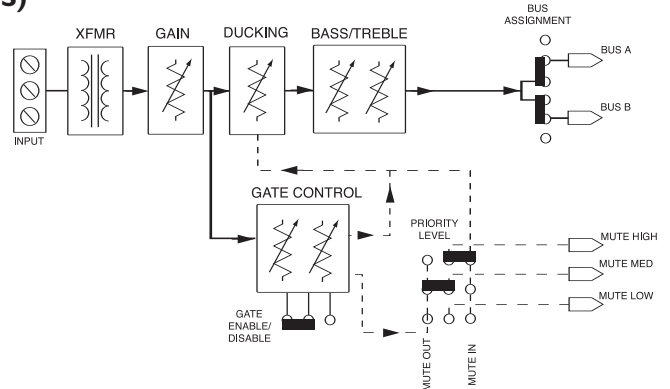 s)
BUS
ASSIGNMENT
XFMR
GAIN
DUCKING
BASS/TREBLE
BUS A
BUS B
INPUT
GATE CONTROL
PRIORITY
LEVEL
MUTE HIGH
MUTE MED
MUTE LOW
GATE
ENABLE/
DISABLE
MUTE OUT
MUTE IN